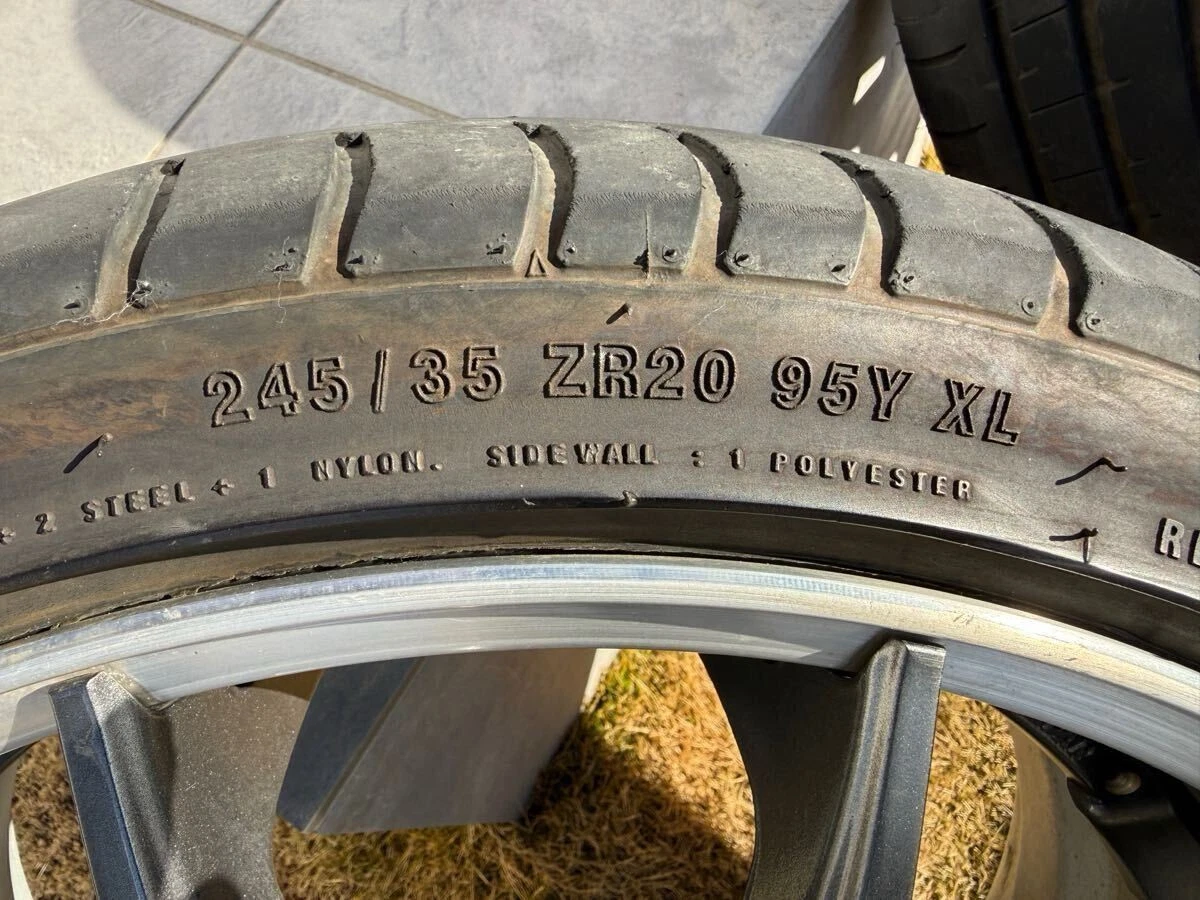 245/35 ZR20 95Y XL
+ 2 STEEL + 1 NYLON. SIDEWALL : 1 POLYESTER